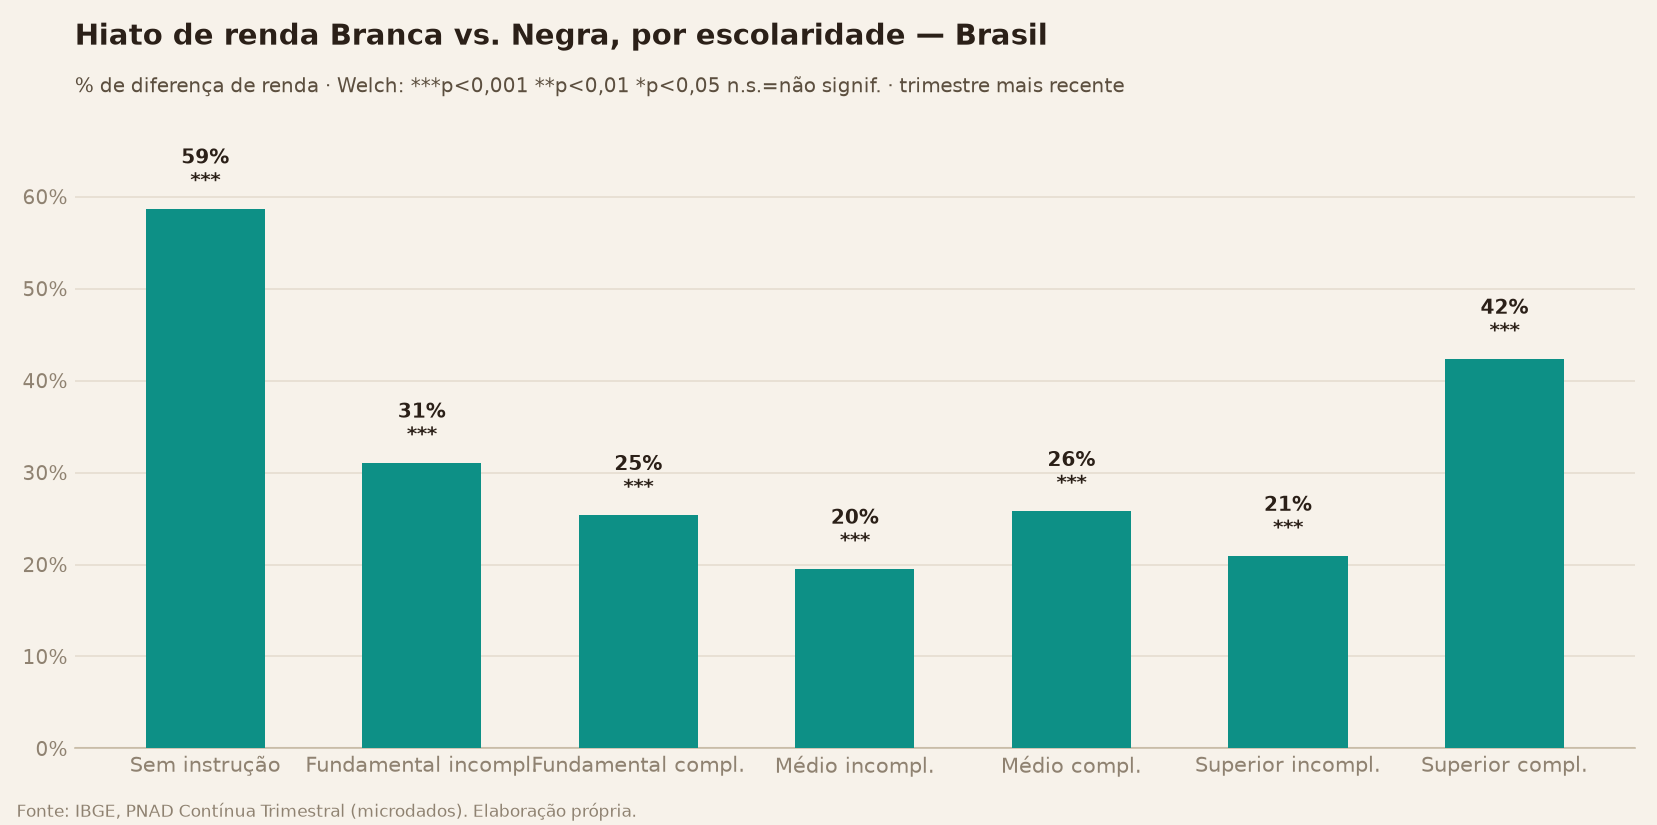 Hiato de renda Branca vs. Negra, por escolaridade — Brasil
% de diferença de renda · Welch: ***p<0,001 **p<0,01 *p<0,05 n.s.=não signif. · trimestre mais recente
59%
***
31%
***
25%
***
20%
***
26%
***
21%
***
42%
***
60%
50%
40%
30%
20%
10%
0%
Sem instrução
Fundamental incompl
Fundamental compl.
Médio incompl.
Médio compl.
Superior incompl.
Superior compl.
Fonte: IBGE, PNAD Contínua Trimestral (microdados). Elaboração própria.